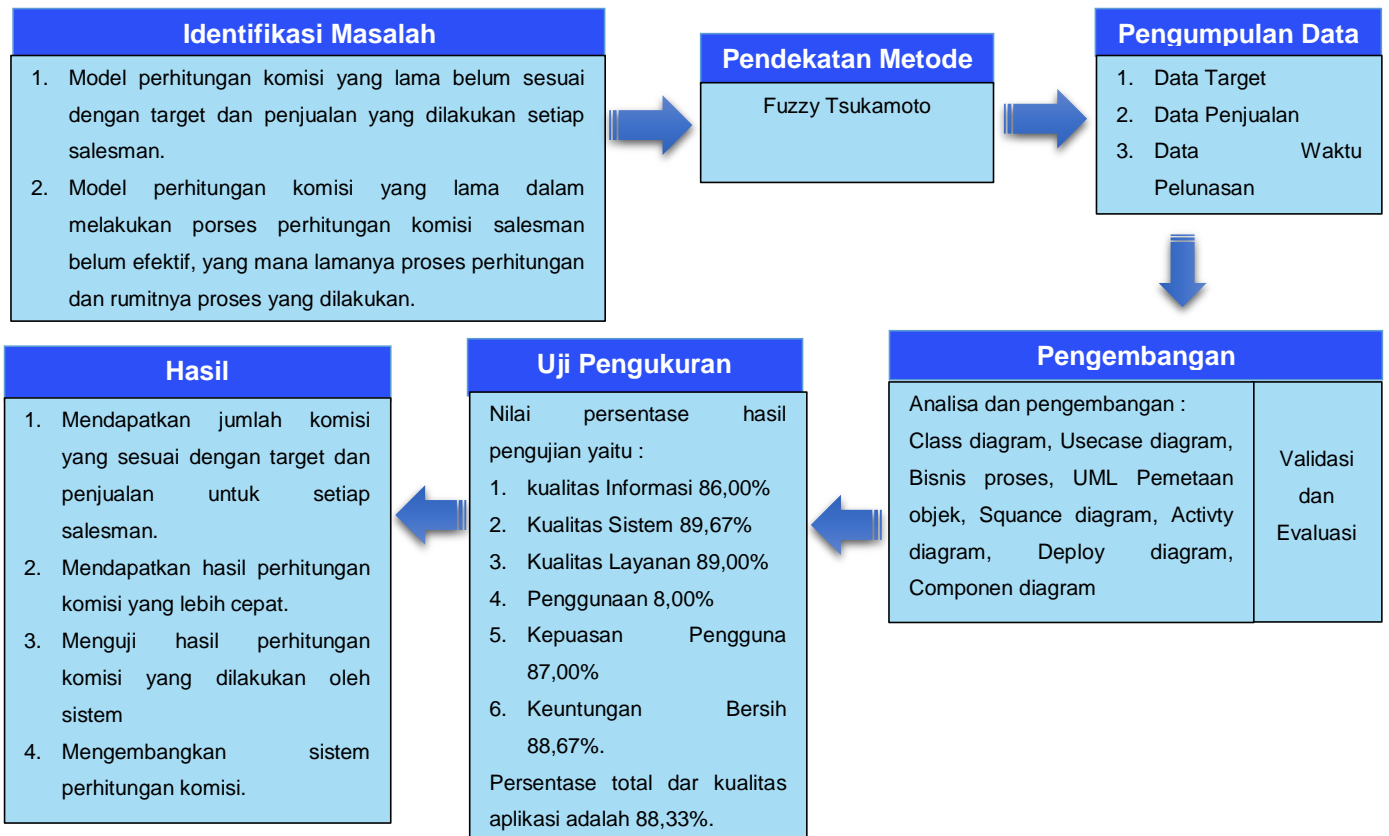 Identifikasi Masalah
1. Model perhitungan komisi yang lama belum sesuai
dengan target dan penjualan yang dilakukan setiap
salesman.
2. Model perhitungan komisi yang lama dalam
melakukan porses perhitungan komisi salesman
belum efektif, yang mana lamanya proses perhitungan
dan rumitnya proses yang dilakukan.
Pendekatan Metode
Fuzzy Tsukamoto
Pengumpulan Data
1. Data Target
2. Data Penjualan
3. Data Waktu
Pelunasan
Pengembangan
Analisa dan pengembangan :
Class diagram, Usecase diagram,
Bisnis proses, UML Pemetaan
objek, Squance diagram, Activty
diagram, Deploy diagram,
Componen diagram
Validasi
dan
Evaluasi
Uji Pengukuran
Nilai persentase hasil
pengujian yaitu :
1. kualitas Informasi 86,00%
2. Kualitas Sistem 89,67%
3. Kualitas Layanan 89,00%
4. Penggunaan 8,00%
5. Kepuasan Pengguna
87,00%
6. Keuntungan Bersih
88,67%.
Persentase total dar kualitas
aplikasi adalah 88,33%.
Hasil
1. Mendapatkan jumlah komisi
yang sesuai dengan target dan
penjualan untuk setiap
salesman.
2. Mendapatkan hasil perhitungan
komisi yang lebih cepat.
3. Menguji hasil perhitungan
komisi yang dilakukan oleh
sistem
4. Mengembangkan sistem
perhitungan komisi.